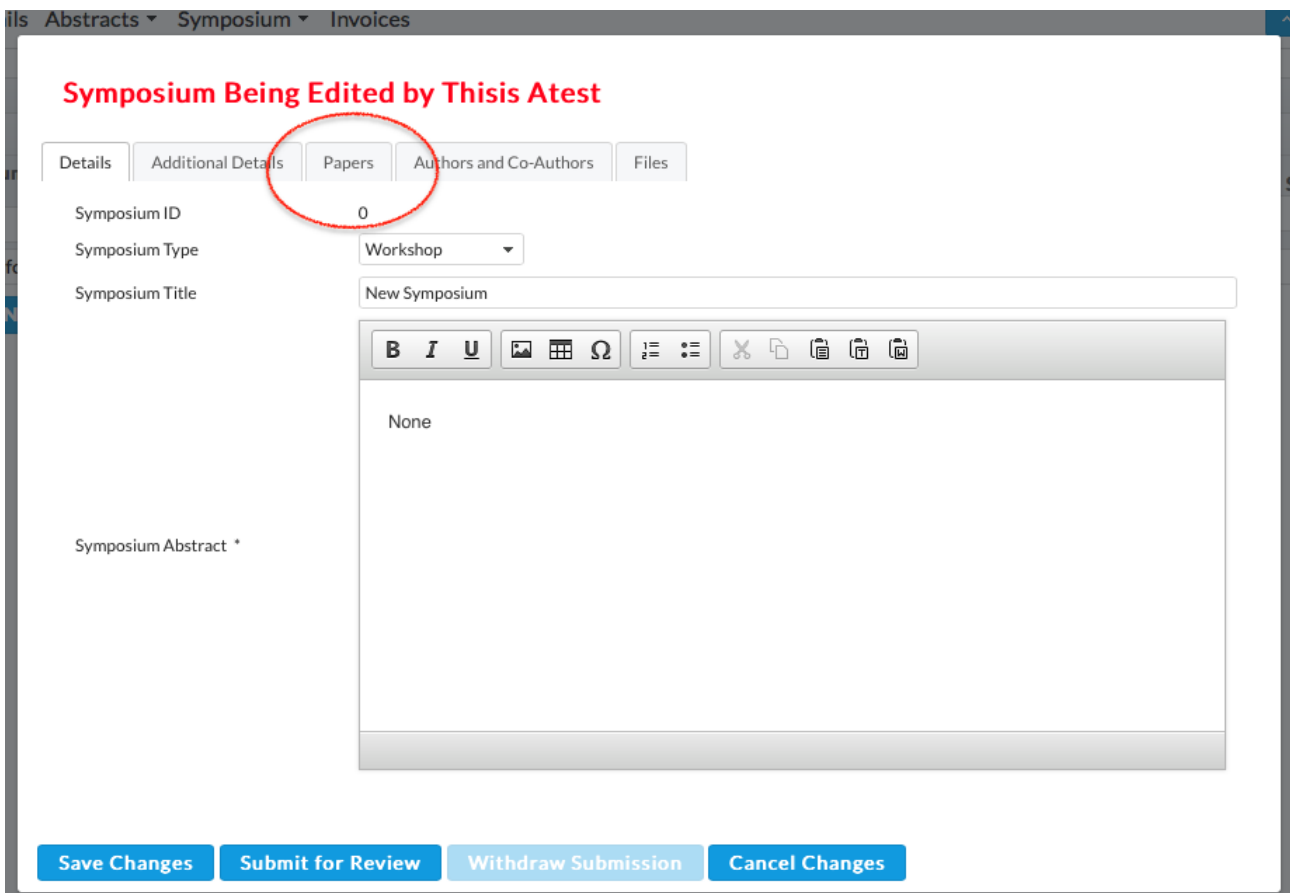 ils Abstracts Symposium Invoices
Symposium Being Edited by Thisis Atest
Details Additional Details Papers Authors and Co-Authors Files
Symposium ID 0
Symposium Type Workshop
Symposium Title New Symposium
B I U Ω
None
Symposium Abstract *
Save Changes Submit for Review Withdraw Submission Cancel Changes